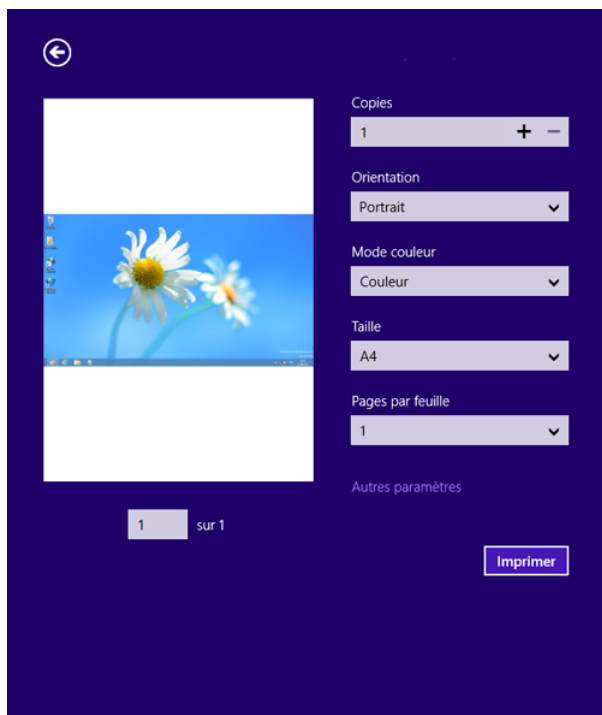 Copies
1
Orientation
Portrait
Mode couleur
Couleur
Taille
A4
Pages par feuille
1
Autres paramètres
1 sur 1
Imprimer